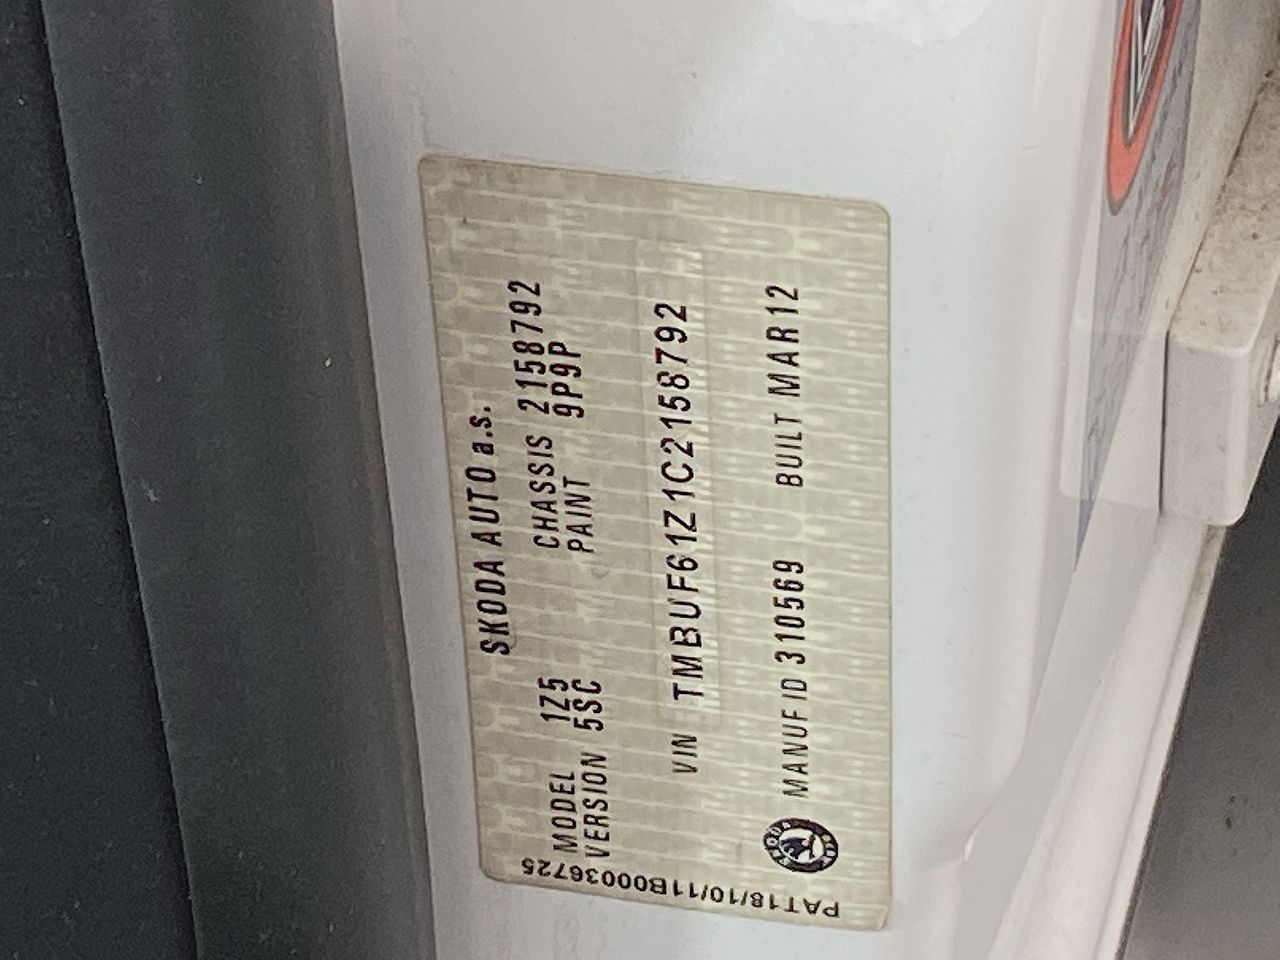 SKODA AUTO a.s.
MODEL 1Z5 CHASSIS 2158792
VERSION 5SC PAINT 9P9P
VIN TMBUF61Z1C2158792
MANUF ID 310569 BUILT MAR12
PAT18/10/11B00036725